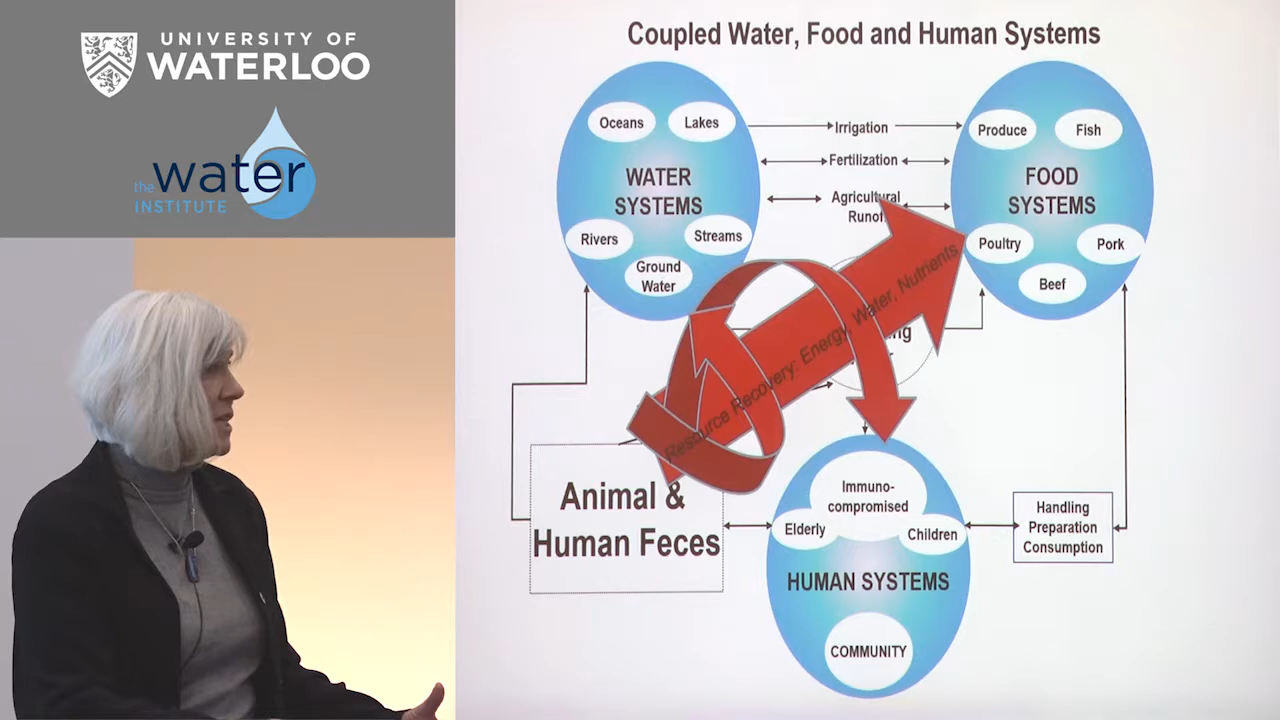 UNIVERSITY OF
WATERLOO
the water
INSTITUTE
Coupled Water, Food and Human Systems
Oceans
Lakes
WATER
SYSTEMS
Rivers
Streams
Ground
Water
Irrigation
Fertilization
Agricultural
Produce
Fish
FOOD
SYSTEMS
Poultry
Pork
Beef
Resource Recovery: Energy, Water, Nutrients
Animal &
Human Feces
Immuno-
compromised
Elderly
Children
HUMAN SYSTEMS
COMMUNITY
Handling
Preparation
Consumption